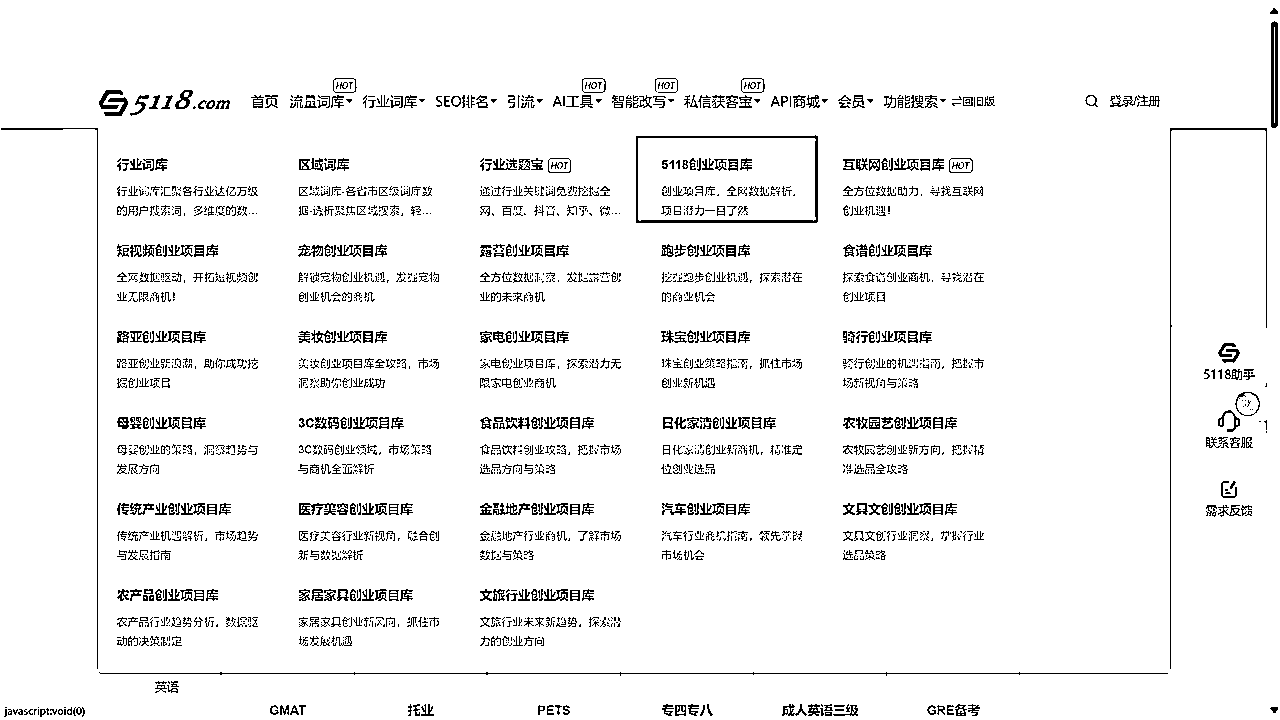 5118.com 首页 流量词库 HOT 行业词库 SEO排名 引流 AI工具 HOT 智能改写 HOT 私信获客宝 HOT API商城 会员 功能搜索 回旧版 登录/注册
行业词库 区域词库 行业选题宝 HOT 5118创业项目库 互联网创业项目库 HOT
行业词库汇聚各行业达亿万级 区域词库-各省市区级词库数 通过行业关键词免费挖掘全 创业项目库，全网数据解析， 全方位数据助力，寻找互联网
的用户搜索词，多维度的数... 据-透析聚焦区域搜索，轻... 网、百度、抖音、知乎、微... 项目潜力一目了然 创业机遇！
短视频创业项目库 宠物创业项目库 露营创业项目库 跑步创业项目库 食谱创业项目库
全网数据驱动，开拓短视频创 解锁宠物创业机遇，发掘宠物 全方位数据洞察，发掘露营创 挖掘跑步创业机遇，探索潜在 探索食谱创业商机，寻找潜在
业无限商机！ 创业机会的商机 业的未来商机 的商业机会 创业项目
路亚创业项目库 美妆创业项目库 家电创业项目库 珠宝创业项目库 骑行创业项目库
路亚创业新浪潮，助你成功挖 美妆创业项目库全攻略，市场 家电创业项目库，探索潜力无 珠宝创业策略指南，抓住市场 骑行创业的机遇指南，把握市
掘创业项目 洞察助你创业成功 限家电创业商机 创业新机遇 场新视角与策略
母婴创业项目库 3C数码创业项目库 食品饮料创业项目库 日化家清创业项目库 农牧园艺创业项目库
母婴创业的策略，洞察趋势与 3C数码创业领域，市场策略 食品饮料创业攻略，把握市场 日化家清创业新商机，精准定 农牧园艺创业新方向，把握精
发展方向 与商机全面解析 选品方向与策略 位创业选品 准选品全攻略
传统产业创业项目库 医疗美容创业项目库 金融地产创业项目库 汽车创业项目库 文具文创创业项目库
传统产业机遇解析，市场趋势 医疗美容行业新视角，融合创 金融地产行业商机，了解市场 汽车行业商机指南，领先掌握 文具文创行业洞察，掌握行业
与发展指南 新与数据解析 数据与策略 市场机会 选品策略
农产品创业项目库 家居家具创业项目库 文旅行业创业项目库
农产品行业趋势分析，数据驱 家居家具创业新风向，抓住市 文旅行业未来新趋势，探索潜
动的决策制定 场发展机遇 力的创业方向
5118助手
联系客服
需求反馈
英语
GMAT 托业 PETS 专四专八 成人英语三级 GRE备考
javascript:void(0)